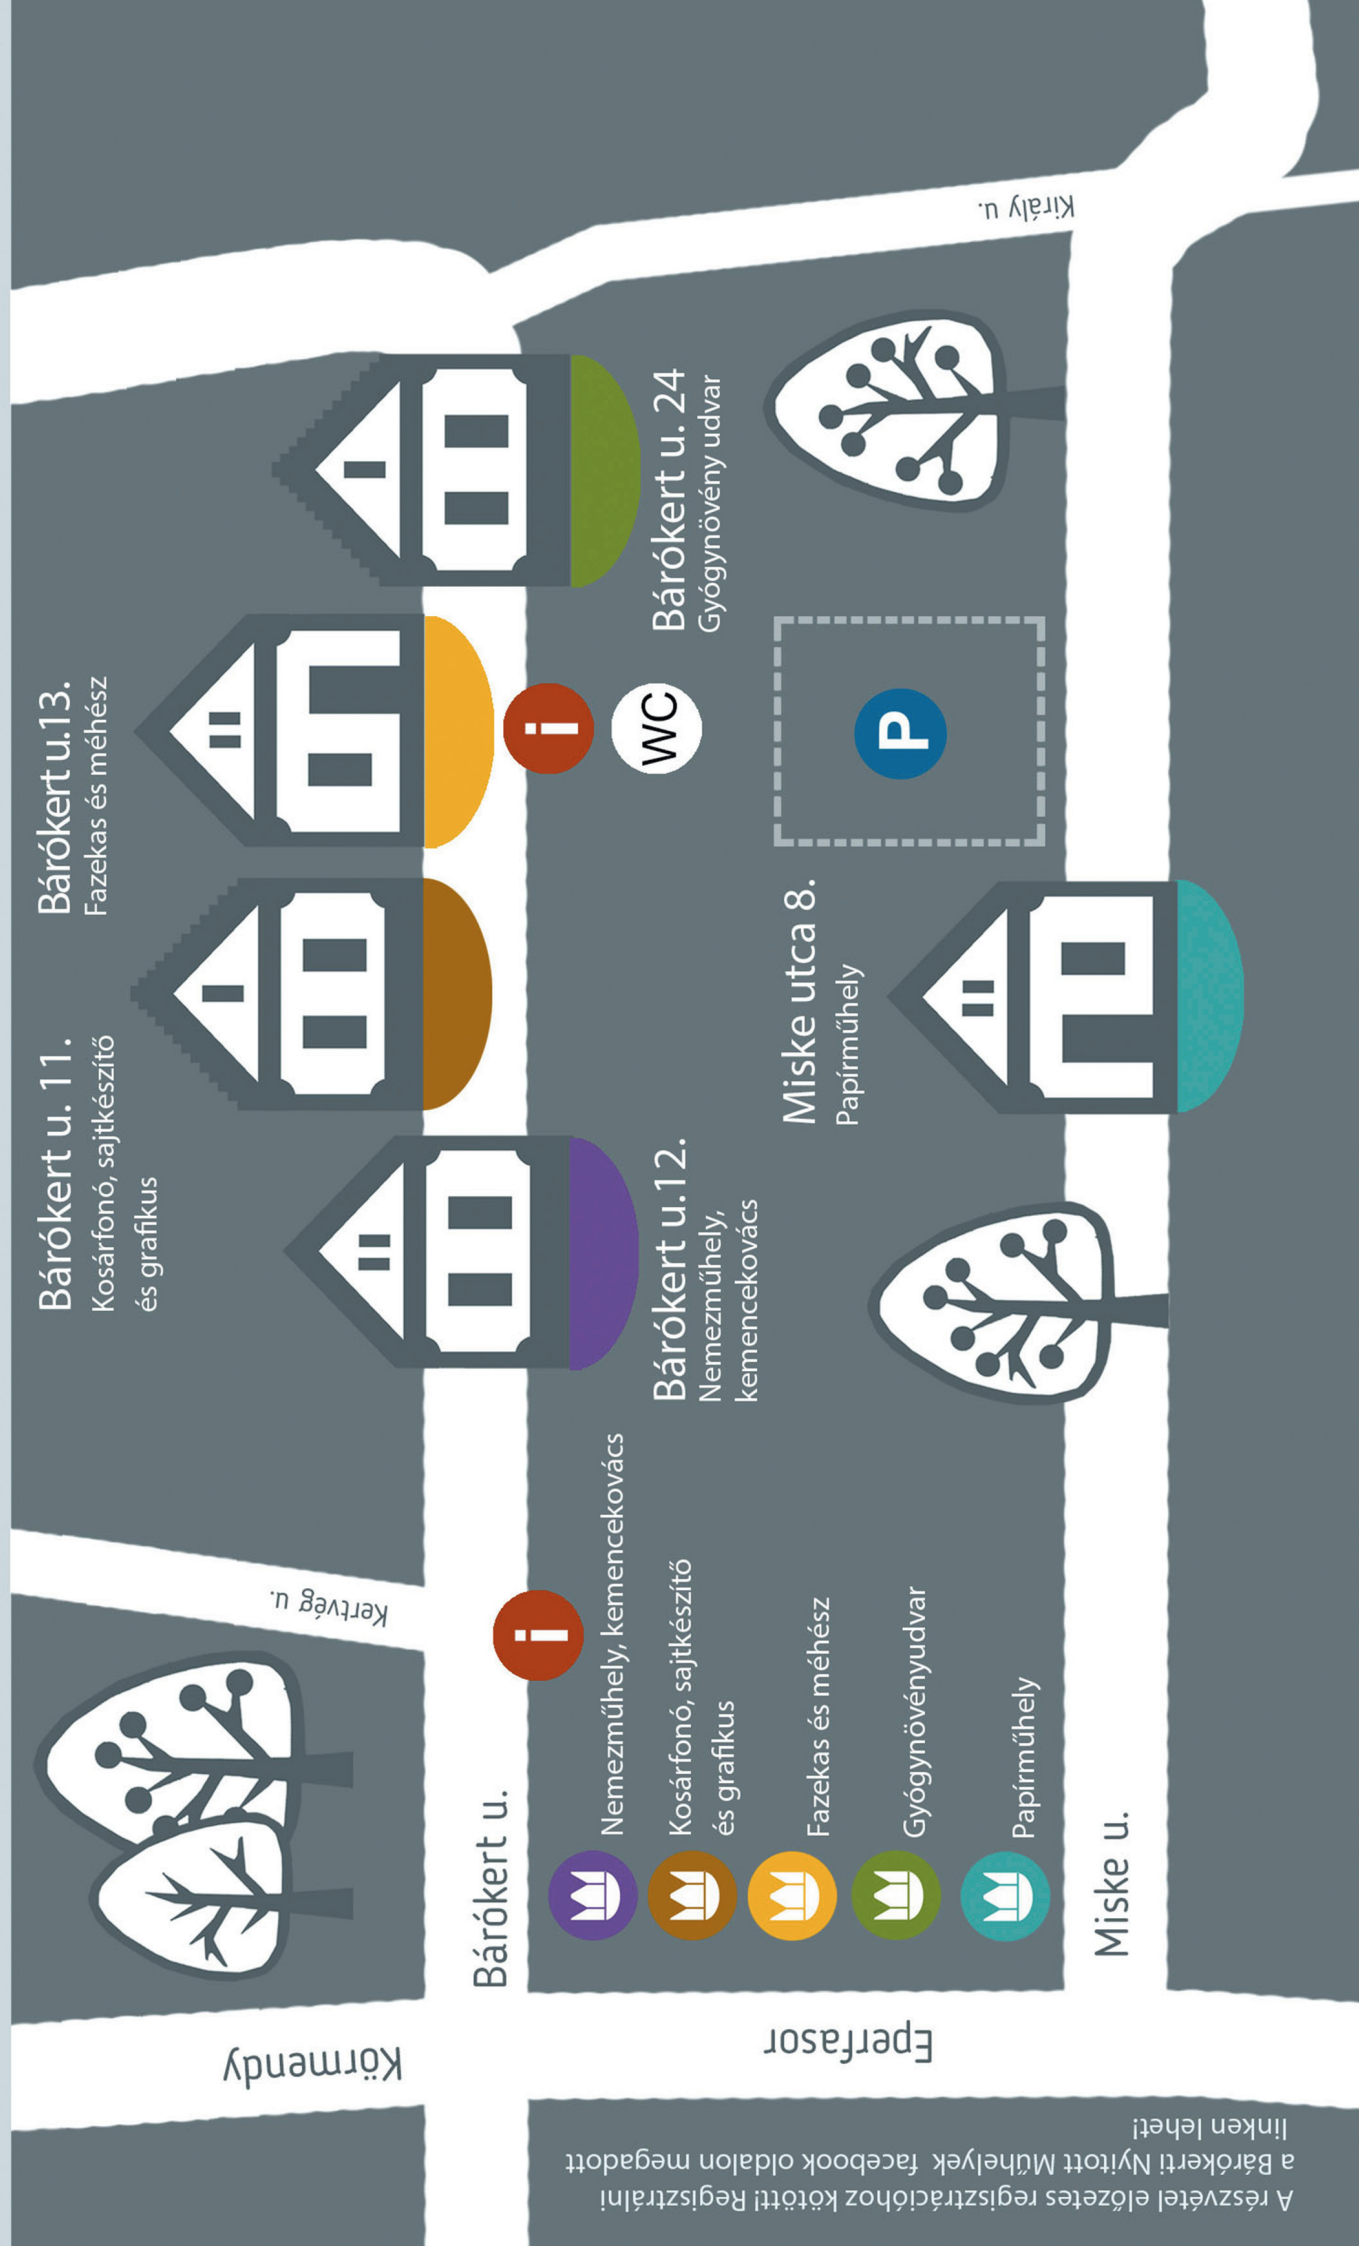 Bárókert u. 11.
Kosárfonó, sajtkészítő
és grafikus
Bárókert u.13.
Fazekas és méhész
Bárókert u.12.
Nemezműhely,
kemencekovács
Bárókert u. 24
Gyógynövény udvar
i
WC
Miske utca 8.
Papírműhely
P
Kertvég u.
Király u.
i
Bárókert u.
Nemezműhely, kemencekovács
Kosárfonó, sajtkészítő
és grafikus
Fazekas és méhész
Gyógynövényudvar
Papírműhely
Miske u.
Körmendy
Eperfasor
A részvétel előzetes regisztrációhoz kötött! Regisztrálni
a Bárókerti Nyitott Műhelyek facebook oldalon megadott
linken lehet!